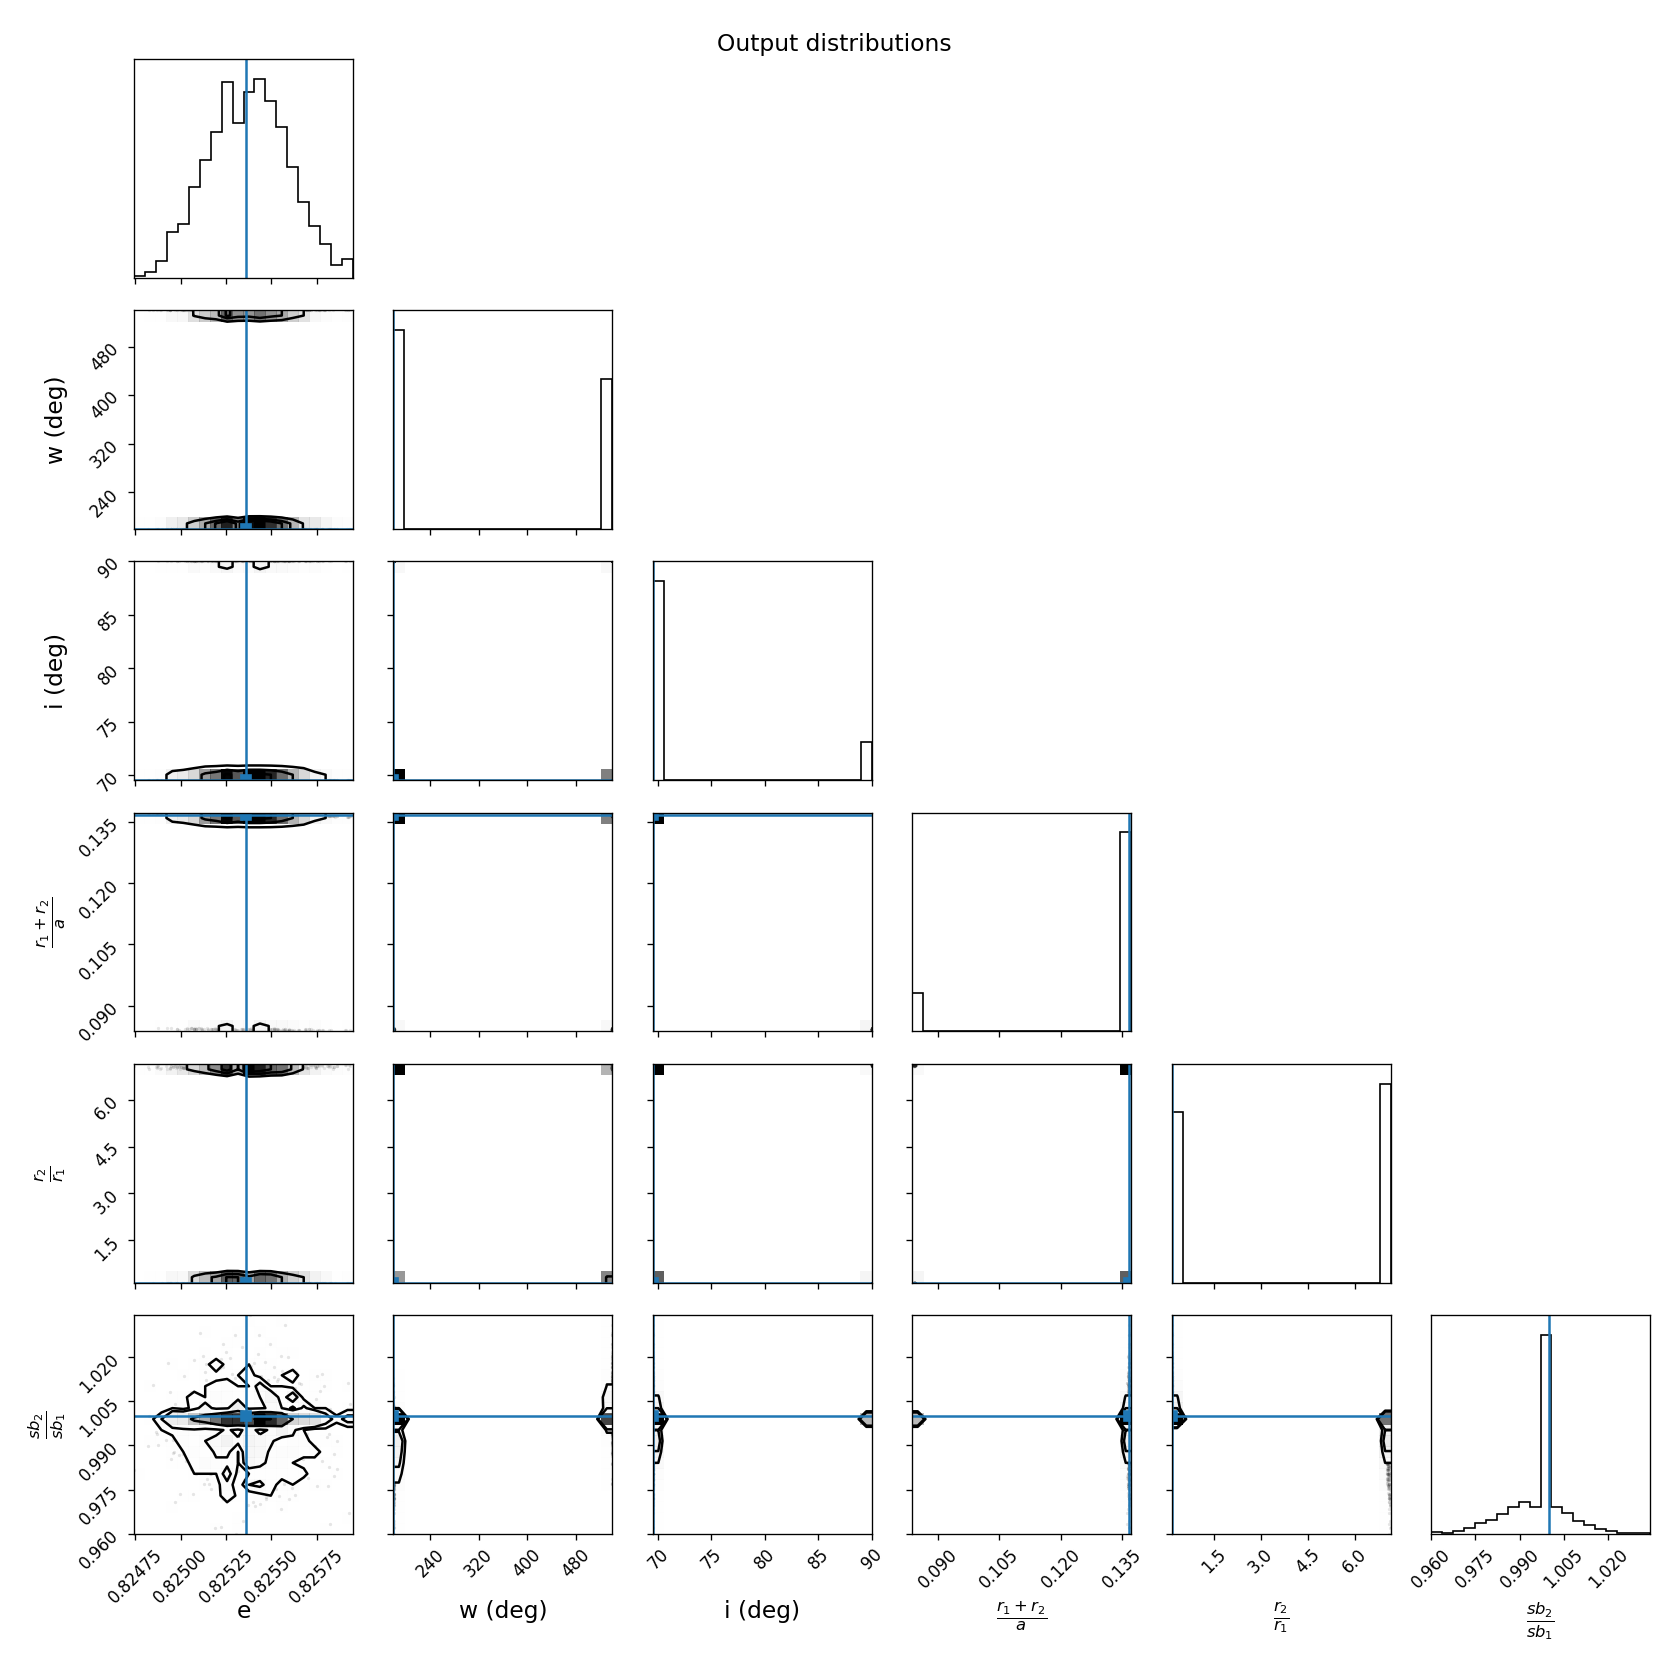 Output distributions
w (deg)
480
400
320
240
i (deg)
90
85
80
75
70
r₁ + r₂
a
0.135
0.120
0.105
0.090
r₂
r₁
6.0
4.5
3.0
1.5
sb₂
sb₁
1.020
1.005
0.990
0.975
0.960
0.82475 0.82500 0.82525 0.82550 0.82575
e
240 320 400 480
w (deg)
70 75 80 85 90
i (deg)
0.090 0.105 0.120 0.135
r₁ + r₂
a
1.5 3.0 4.5 6.0
r₂
r₁
0.960 0.975 0.990 1.005 1.020
sb₂
sb₁